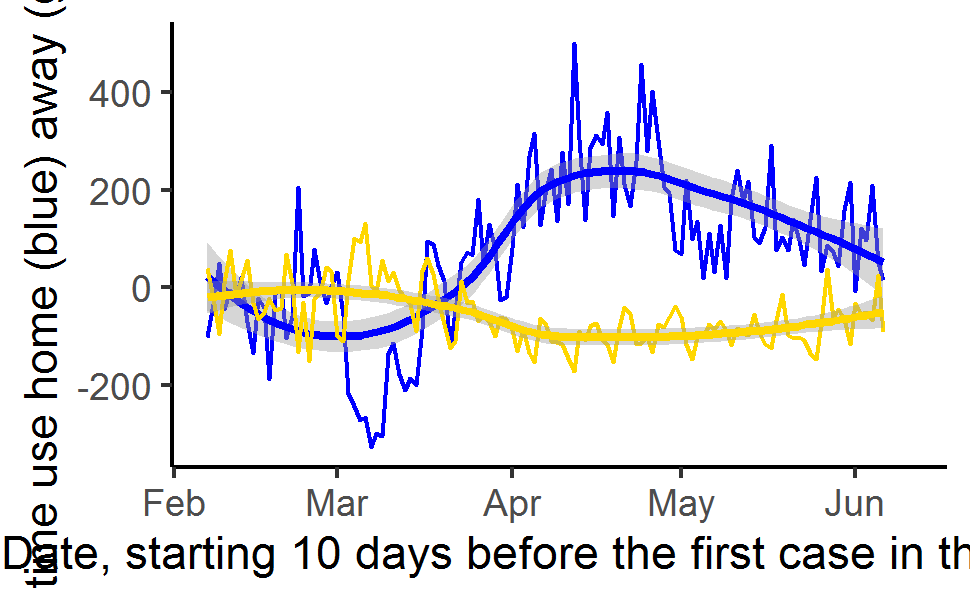 time use home (blue) away (
400
200
0
-200
Feb Mar Apr May Jun
Date, starting 10 days before the first case in th